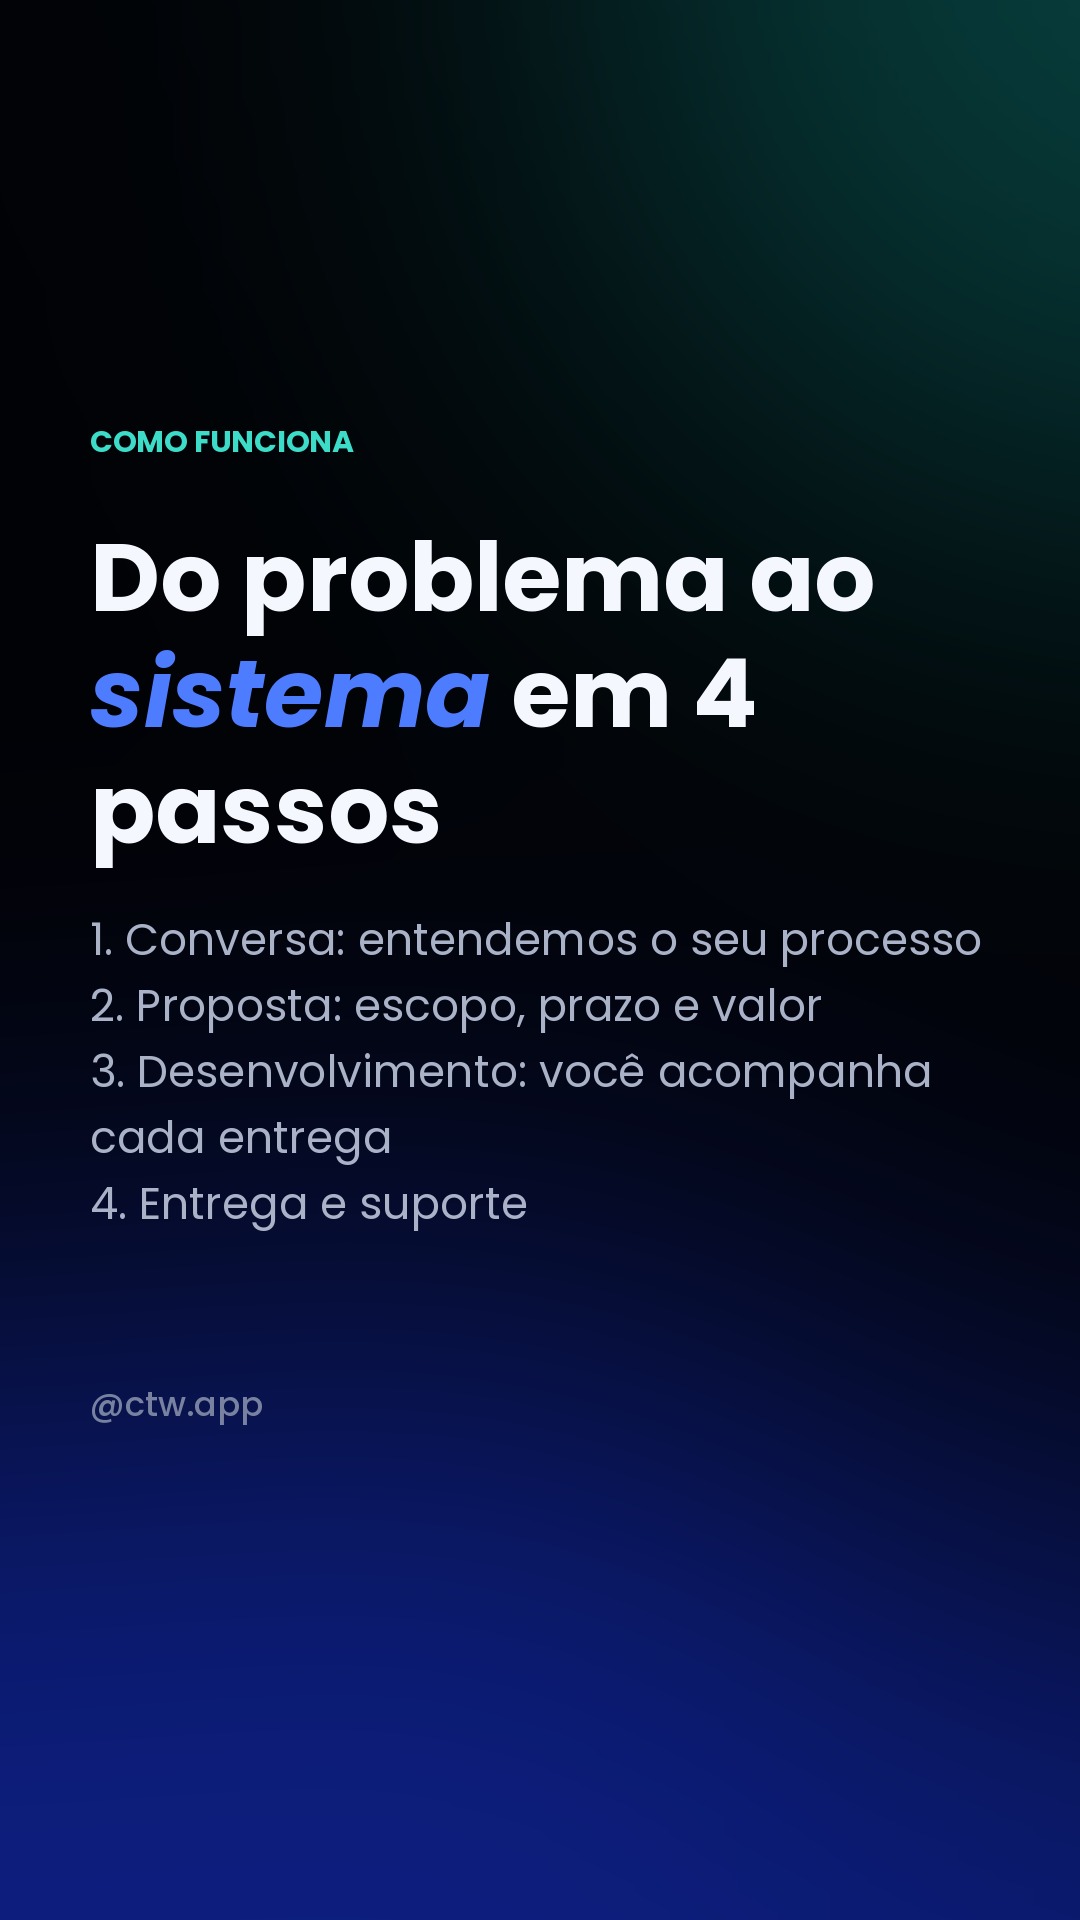 COMO FUNCIONA
Do problema ao
sistema em 4
passos
1. Conversa: entendemos o seu processo
2. Proposta: escopo, prazo e valor
3. Desenvolvimento: você acompanha
cada entrega
4. Entrega e suporte
@ctw.app